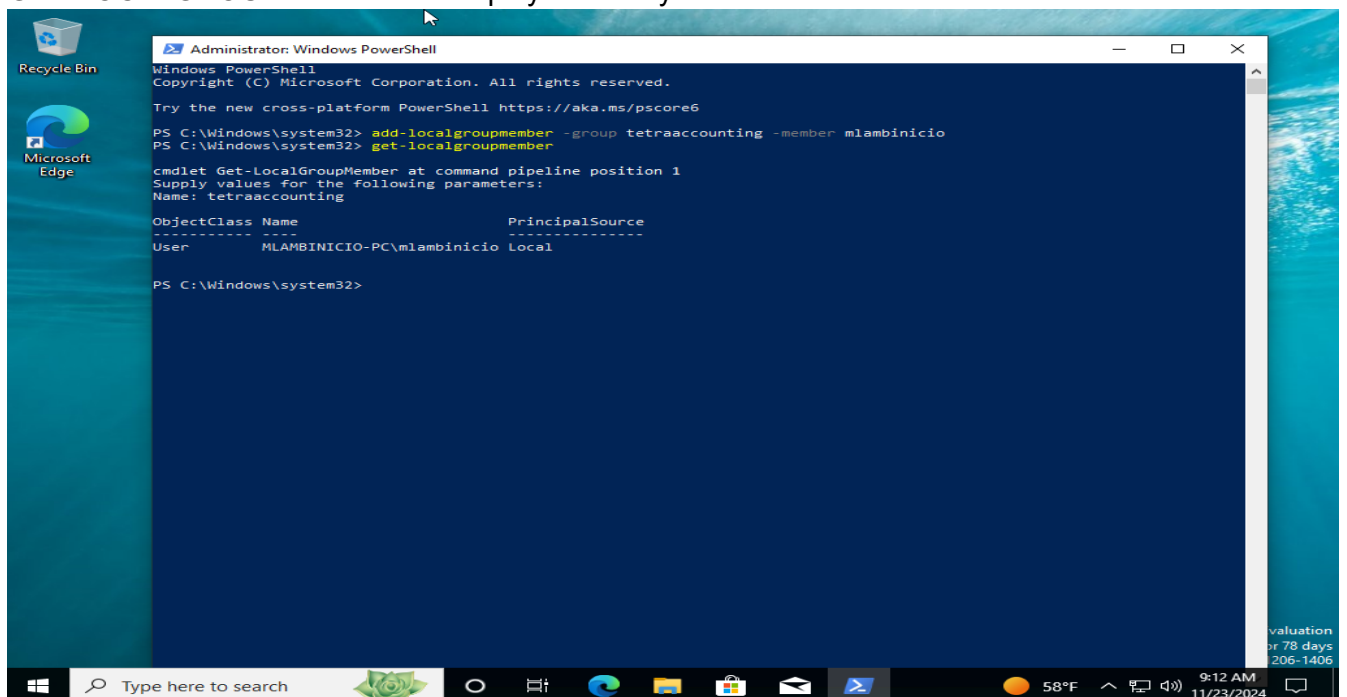 Recycle Bin
Microsoft
Edge
Administrator: Windows PowerShell
Windows PowerShell
Copyright (C) Microsoft Corporation. All rights reserved.
Try the new cross-platform PowerShell https://aka.ms/pscore6
PS C:\Windows\system32> add-localgroupmember -group tetraaccounting -member mlambinicio
PS C:\Windows\system32> get-localgroupmember
cmdlet Get-LocalGroupMember at command pipeline position 1
Supply values for the following parameters:
Name: tetraaccounting
ObjectClass Name PrincipalSource
----------- ---- ---------------
User MLAMBINICIO-PC\mlambinicio Local
PS C:\Windows\system32>
valuation
or 78 days
206-1406
Type here to search
58°F
9:12 AM
11/23/2024